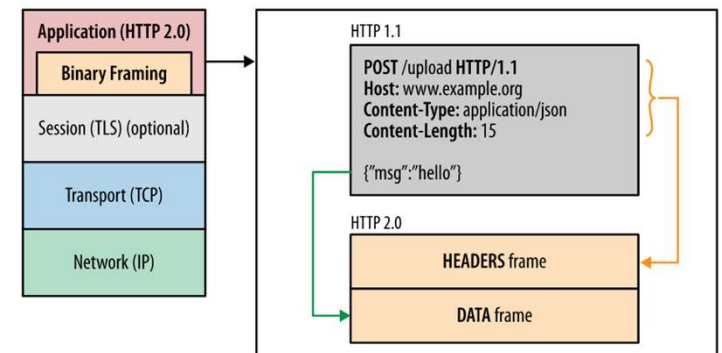 Application (HTTP 2.0)
Binary Framing
Session (TLS) (optional)
Transport (TCP)
Network (IP)
HTTP 1.1
POST /upload HTTP/1.1
Host: www.example.org
Content-Type: application/json
Content-Length: 15
{"msg":"hello"}
HTTP 2.0
HEADERS frame
DATA frame